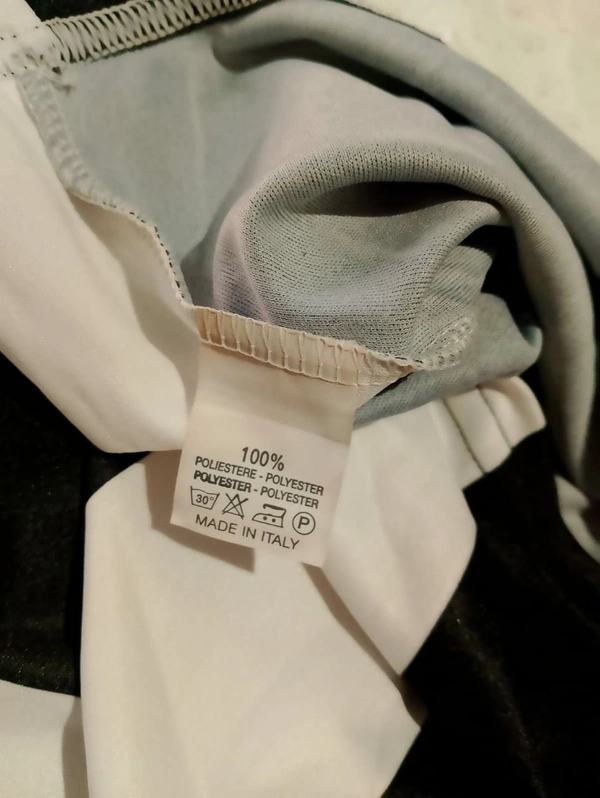 100%
POLIESTERE - POLYESTER
POLYESTER - POLYESTER
30° P
MADE IN ITALY